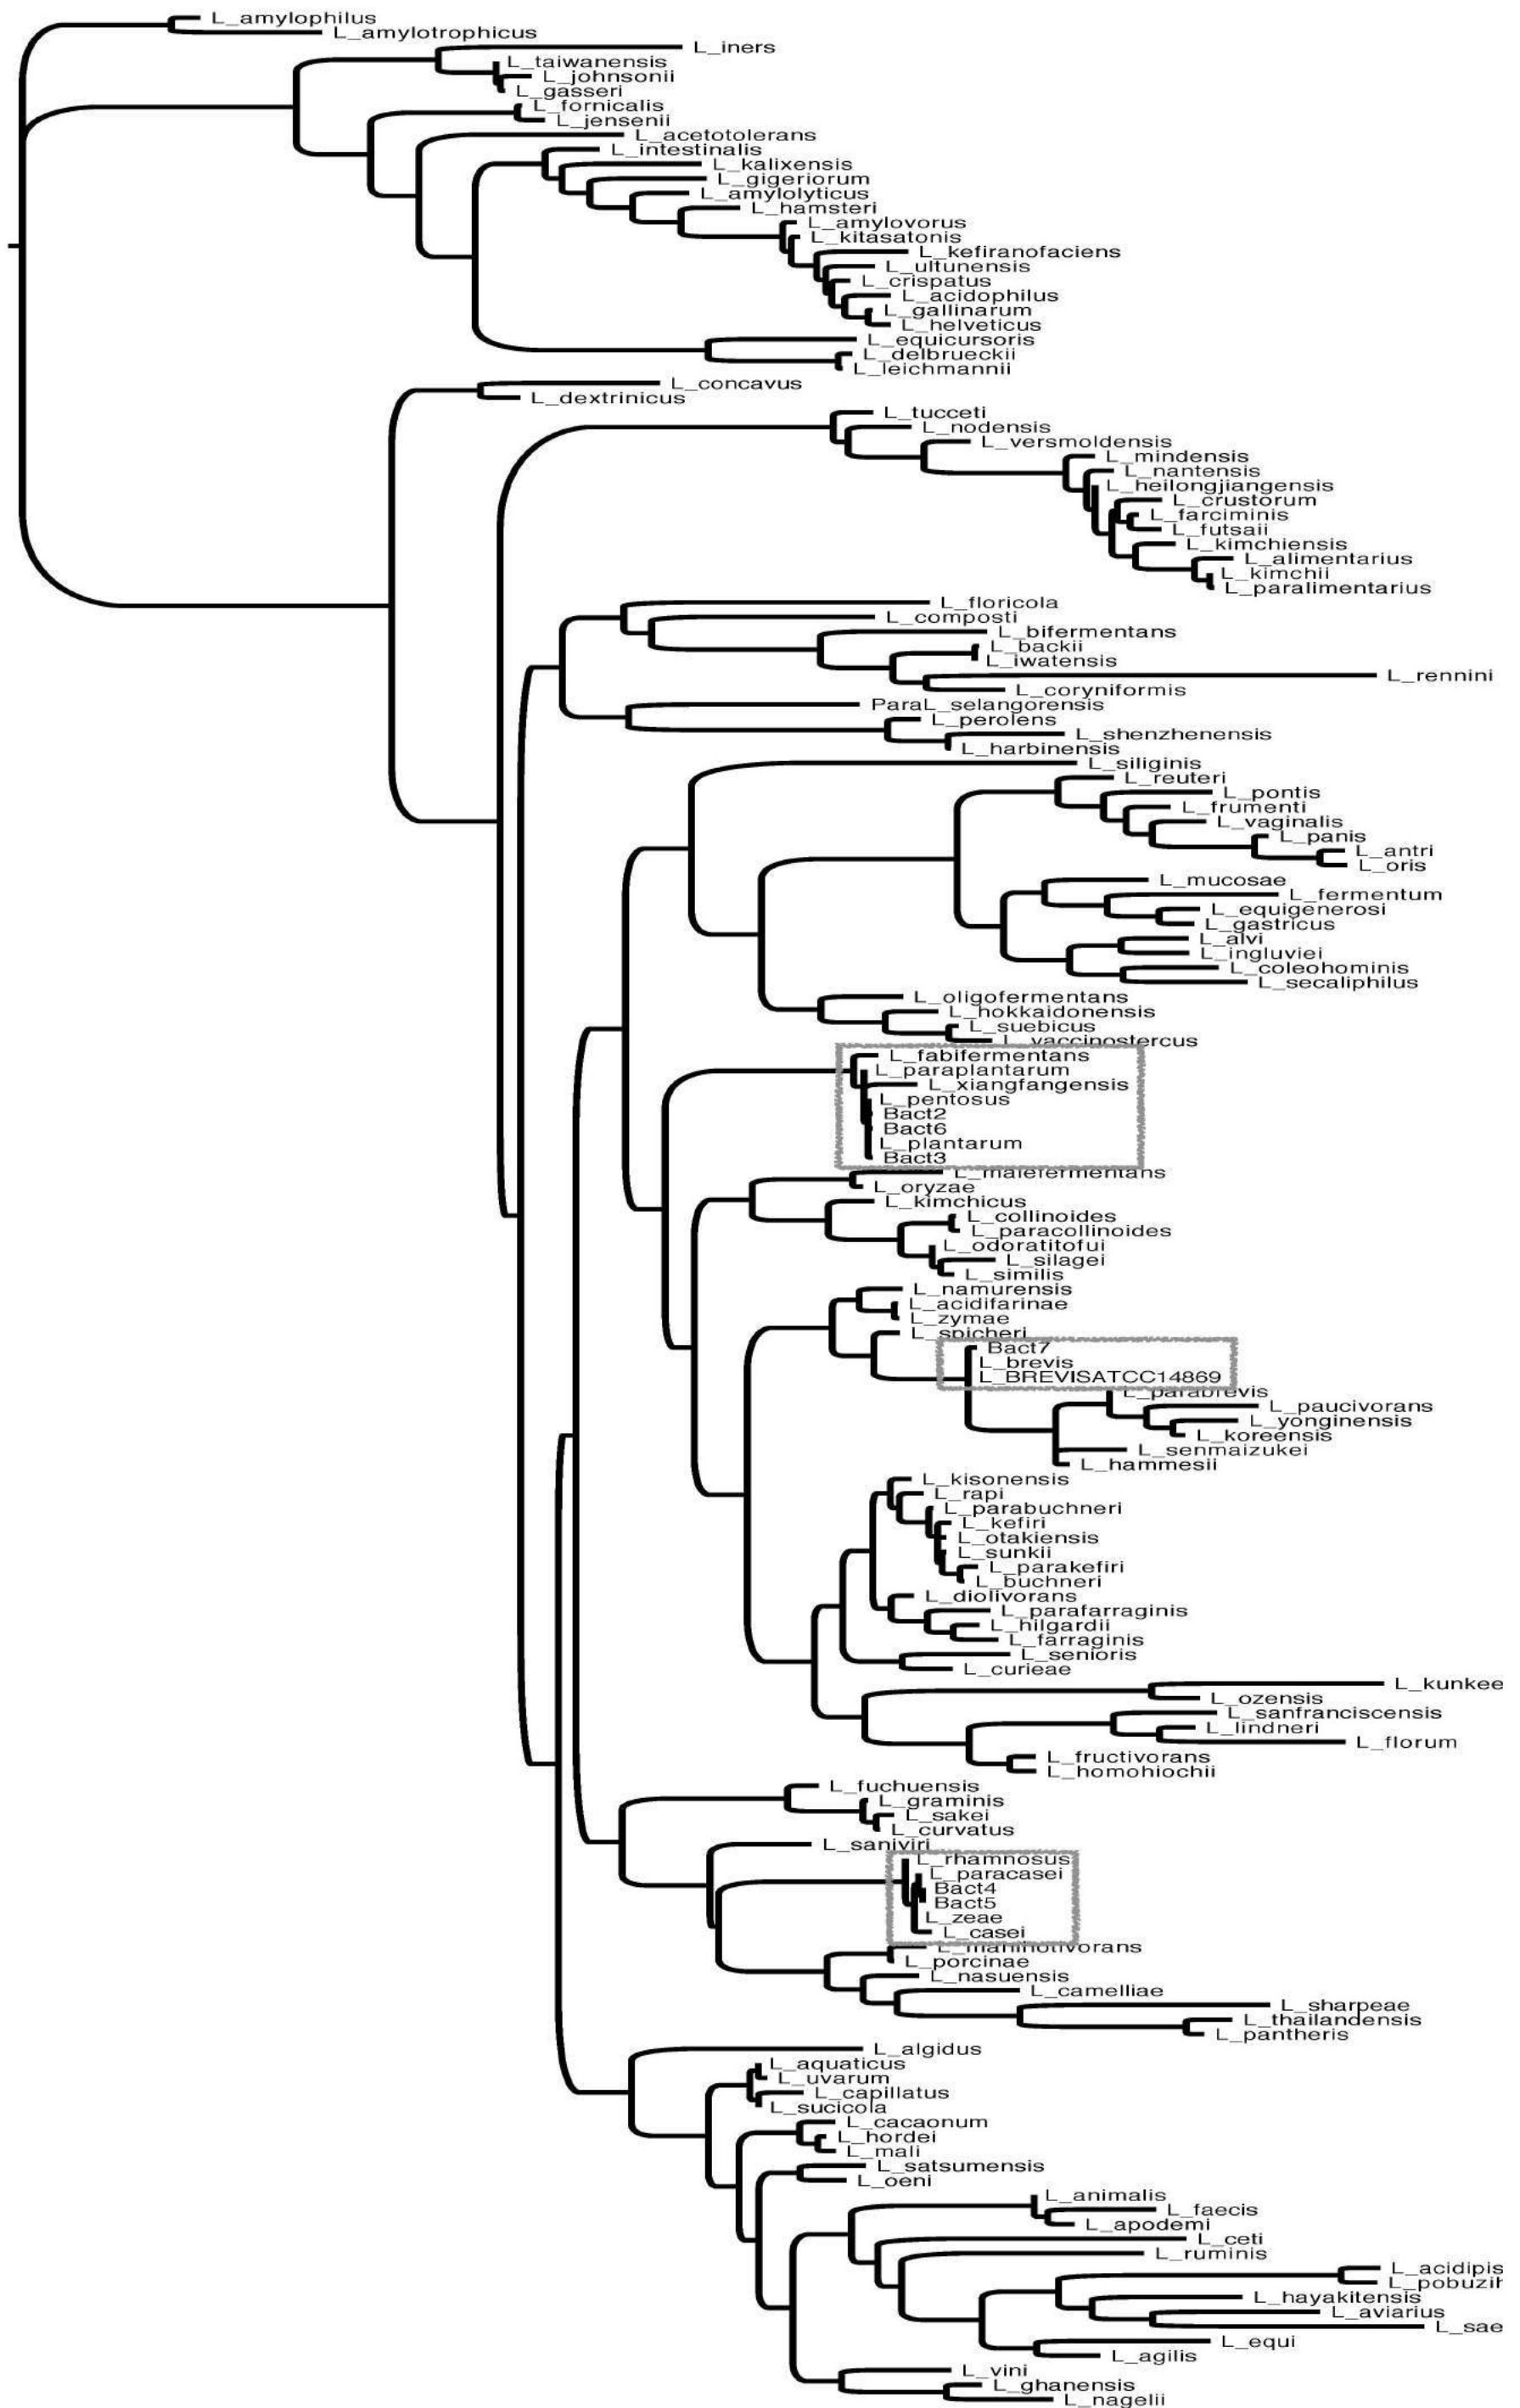 L_amylophilus
L_amylotrophicus
L_iners
L_taiwanensis
L_johnsonii
L_gasseri
L_fornicalis
L_jensenii
L_acetotolerans
L_intestinalis
L_kalixensis
L_gigeriorum
L_amylolyticus
L_hamsteri
L_amylovorus
L_kitasatonis
L_kefiranofaciens
L_ultunensis
L_crispatus
L_acidophilus
L_gallinarum
L_helveticus
L_equicursoris
L_delbrueckii
L_leichmannii
L_concavus
L_dextrinicus
L_tucceti
L_nodensis
L_versmoldensis
L_mindensis
L_nantensis
L_heilongjiangensis
L_crustorum
L_farciminis
L_futsaii
L_kimchiensis
L_alimentarius
L_kimchii
L_paralimentarius
L_floricola
L_composti
L_bifermentans
L_backii
L_iwatensis
L_rennini
L_coryniformis
ParaL_selangorensis
L_perolens
L_shenzhenensis
L_harbinensis
L_siliginis
L_reuteri
L_pontis
L_frumenti
L_vaginalis
L_panis
L_antri
L_oris
L_mucosae
L_fermentum
L_equigenerosi
L_gastricus
L_alvi
L_ingluviei
L_coleohominis
L_secaliphilus
L_oligofermentans
L_hokkaidonensis
L_suebicus
L_vaccinostercus
L_fabifermentans
L_paraplantarum
L_xiangfangensis
L_pentosus
Bact2
Bact6
L_plantarum
Bact3
L_malefermentans
L_oryzae
L_kimchicus
L_collinoides
L_paracollinoides
L_odoratitofui
L_silagei
L_similis
L_namurensis
L_acidifarinae
L_zymae
L_spicheri
Bact7
L_brevis
L_BREVISATCC14869
L_parabrevis
L_paucivorans
L_yonginensis
L_koreensis
L_senmaizukei
L_hammesii
L_kisonensis
L_rapi
L_parabuchneri
L_kefiri
L_otakiensis
L_sunkii
L_parakefiri
L_buchneri
L_diolivorans
L_parafarraginis
L_hilgardii
L_farraginis
L_senioris
L_curieae
L_kunkee
L_ozensis
L_sanfranciscensis
L_lindneri
L_florum
L_fructivorans
L_homohiochii
L_fuchuensis
L_graminis
L_sakei
L_curvatus
L_saniviri
L_rhamnosus
L_paracasei
Bact4
Bact5
L_zeae
L_casei
L_manihotivorans
L_porcinae
L_nasuensis
L_camelliae
L_sharpeae
L_thailandensis
L_pantheris
L_algidus
L_aquaticus
L_uvarum
L_capillatus
L_sucicola
L_cacaonum
L_hordei
L_mali
L_satsumensis
L_oeni
L_animalis
L_faecis
L_apodemi
L_ceti
L_ruminis
L_acidipis
L_pobuzih
L_hayakitensis
L_aviarius
L_sae
L_equi
L_agilis
L_vini
L_ghanensis
L_nagelii